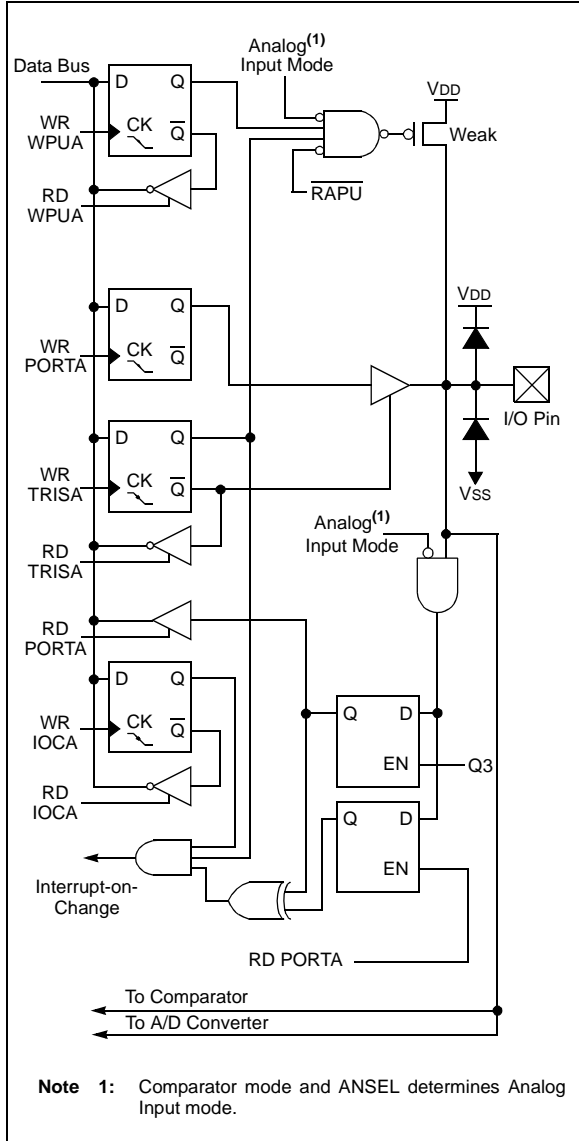 Analog(1)
Input Mode
Data Bus
D Q
VDD
WR
WPUA
CK Q
Weak
RD
WPUA
RAPU
D Q
VDD
WR
PORTA
CK Q
I/O Pin
D Q
WR
TRISA
CK Q
VSS
Analog(1)
Input Mode
RD
TRISA
RD
PORTA
D Q
Q D
WR
IOCA
CK Q
EN
Q3
RD
IOCA
Q D
EN
Interrupt-on-
Change
RD PORTA
To Comparator
To A/D Converter
Note 1: Comparator mode and ANSEL determines Analog
Input mode.